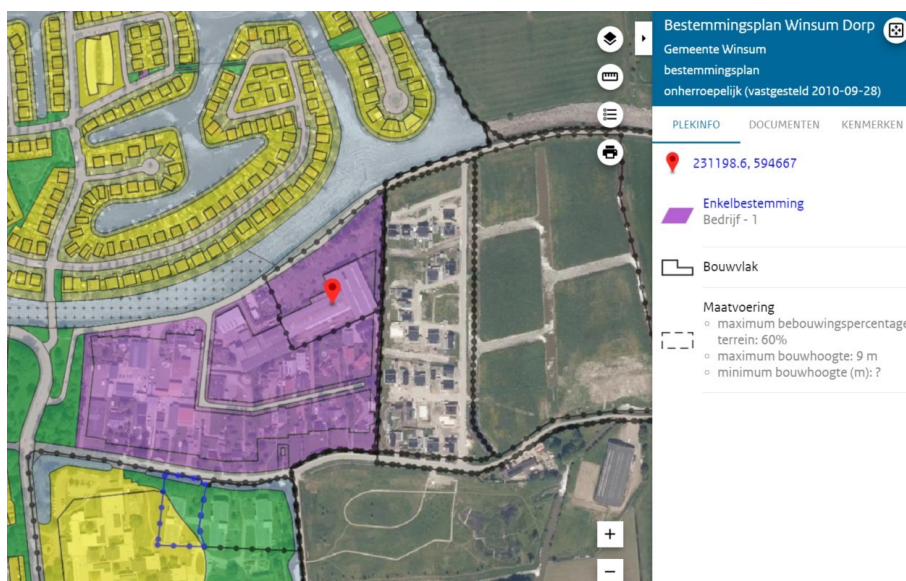 Bestemmingsplan Winsum Dorp
Gemeente Winsum
bestemmingsplan
onherroepelijk (vastgesteld 2010-09-28)
PLEKINFO DOCUMENTEN KENMERKEN
231198.6, 594667
Enkelbestemming
Bedrijf - 1
Bouwvlak
Maatvoering
maximum bebouwingspercentage
terrein: 60%
maximum bouwhoogte: 9 m
minimum bouwhoogte (m): ?
+
−